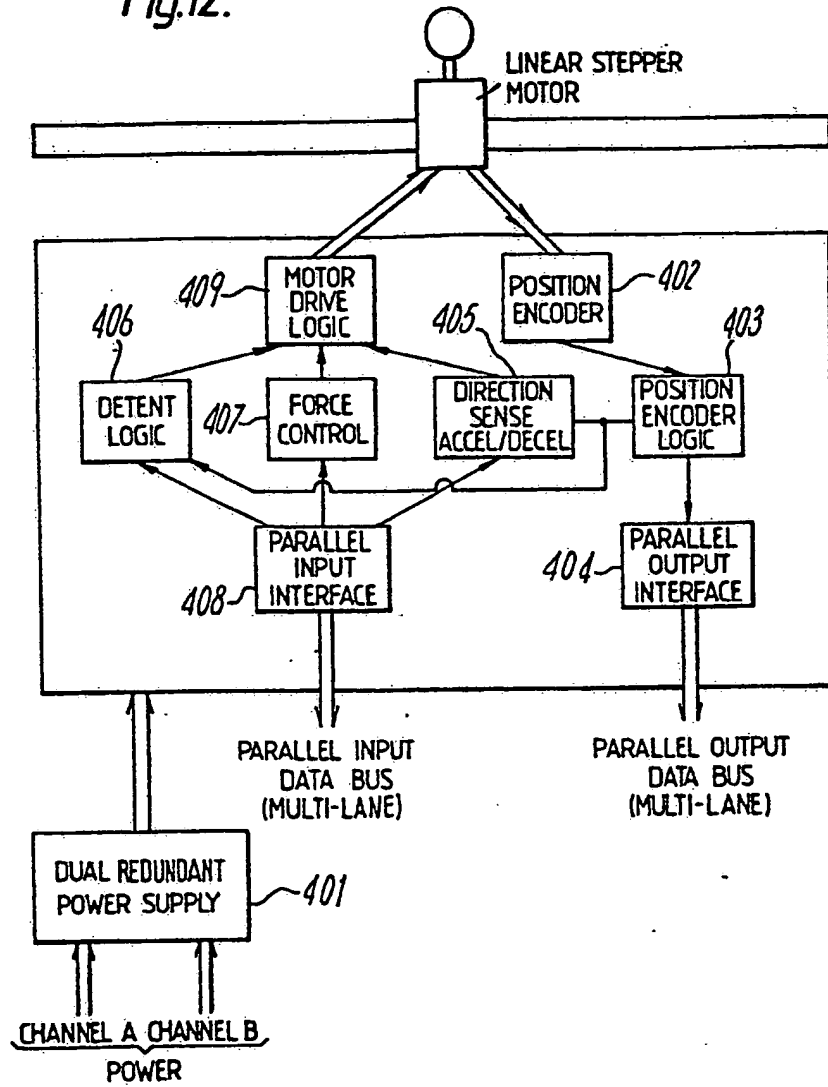 Fig.12.
LINEAR STEPPER
MOTOR
409
MOTOR
DRIVE
LOGIC
POSITION
ENCODER
402
406
405
403
DETENT
LOGIC
407
FORCE
CONTROL
DIRECTION
SENSE
ACCEL/DECEL
POSITION
ENCODER
LOGIC
408
PARALLEL
INPUT
INTERFACE
404
PARALLEL
OUTPUT
INTERFACE
PARALLEL INPUT
DATA BUS
(MULTI-LANE)
PARALLEL OUTPUT
DATA BUS
(MULTI-LANE)
DUAL REDUNDANT
POWER SUPPLY
401
CHANNEL A CHANNEL B
POWER